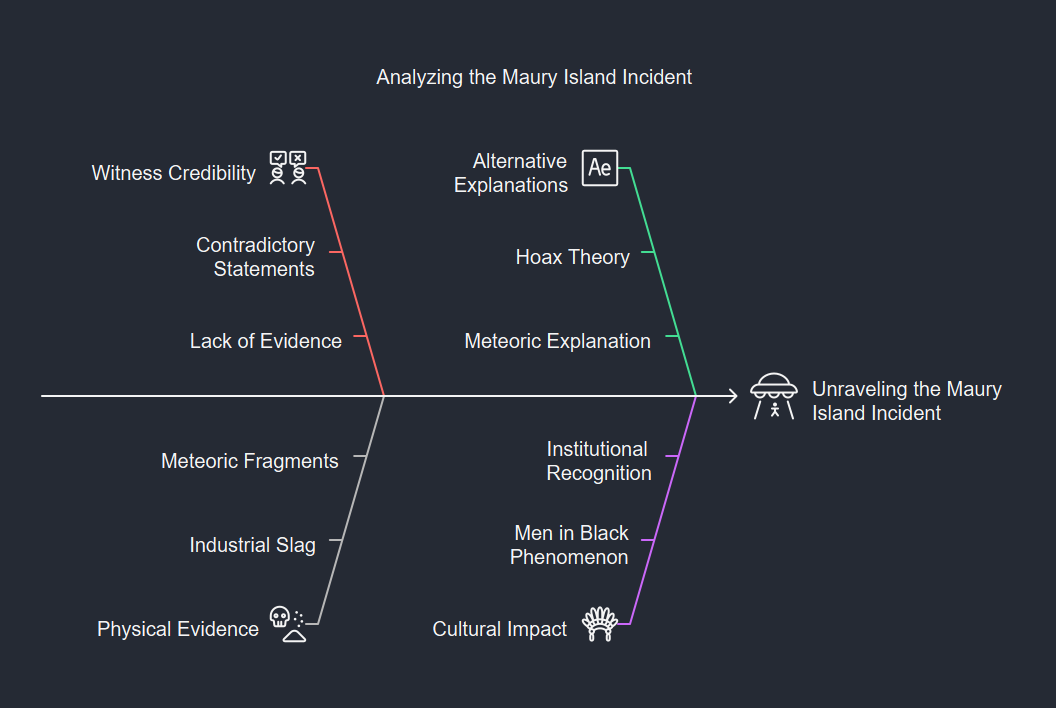 Analyzing the Maury Island Incident
Witness Credibility
Contradictory
Statements
Lack of Evidence
Alternative
Explanations
Ae
Hoax Theory
Meteoric Explanation
Unraveling the Maury
Island Incident
Meteoric Fragments
Industrial Slag
Physical Evidence
Institutional
Recognition
Men in Black
Phenomenon
Cultural Impact